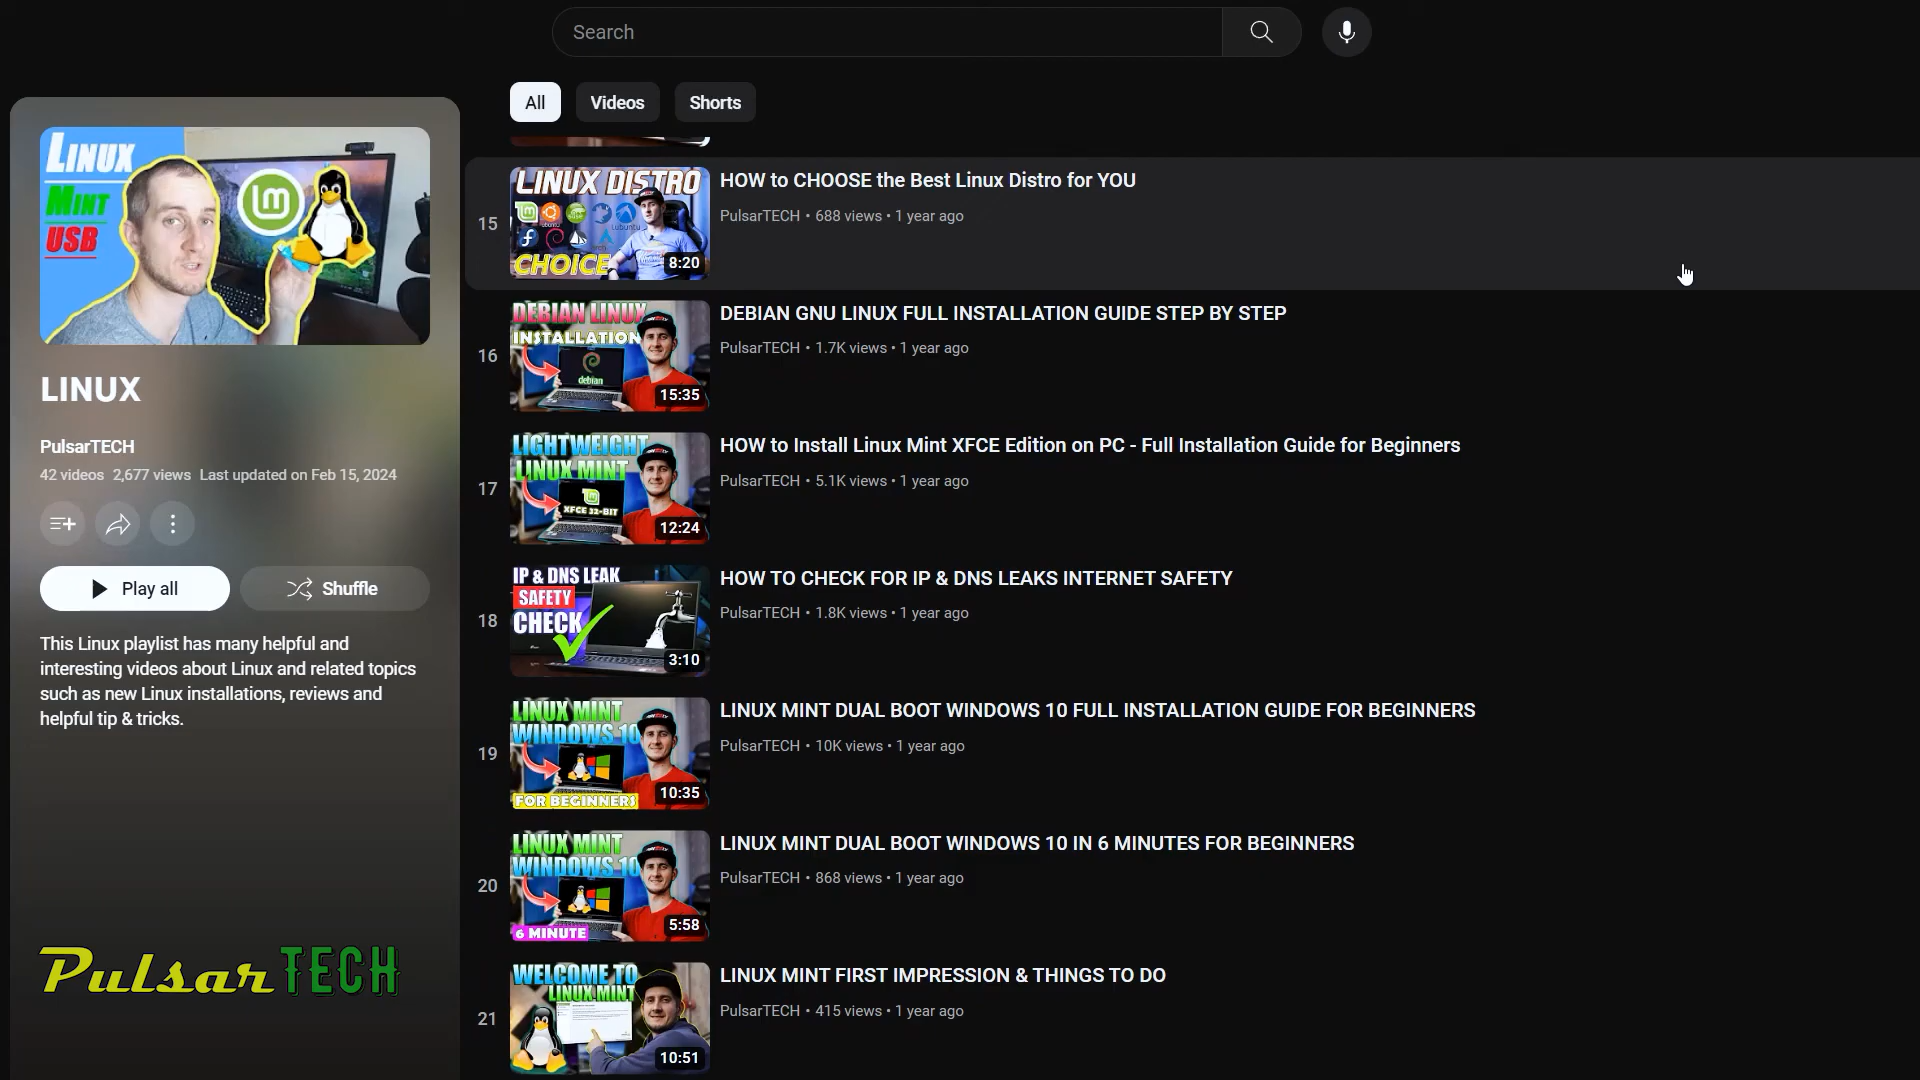 Search
All
Videos
Shorts
LINUX
MINT
USB
LINUX
PulsarTECH
42 videos 2,677 views Last updated on Feb 15, 2024
Play all
Shuffle
This Linux playlist has many helpful and
interesting videos about Linux and related topics
such as new Linux installations, reviews and
helpful tip & tricks.
PulsarTECH
15
LINUX DISTRO
CHOICE
8:20
HOW to CHOOSE the Best Linux Distro for YOU
PulsarTECH • 688 views • 1 year ago
16
DEBIAN LINUX
INSTALLATION
debian
15:35
DEBIAN GNU LINUX FULL INSTALLATION GUIDE STEP BY STEP
PulsarTECH • 1.7K views • 1 year ago
17
LIGHTWEIGHT
LINUX MINT
XFCE 32-BIT
12:24
HOW to Install Linux Mint XFCE Edition on PC - Full Installation Guide for Beginners
PulsarTECH • 5.1K views • 1 year ago
18
IP & DNS LEAK
SAFETY
CHECK
3:10
HOW TO CHECK FOR IP & DNS LEAKS INTERNET SAFETY
PulsarTECH • 1.8K views • 1 year ago
19
LINUX MINT
WINDOWS 10
FOR BEGINNERS
10:35
LINUX MINT DUAL BOOT WINDOWS 10 FULL INSTALLATION GUIDE FOR BEGINNERS
PulsarTECH • 10K views • 1 year ago
20
LINUX MINT
WINDOWS 10
6 MINUTE
5:58
LINUX MINT DUAL BOOT WINDOWS 10 IN 6 MINUTES FOR BEGINNERS
PulsarTECH • 868 views • 1 year ago
21
WELCOME TO
LINUX MINT
10:51
LINUX MINT FIRST IMPRESSION & THINGS TO DO
PulsarTECH • 415 views • 1 year ago